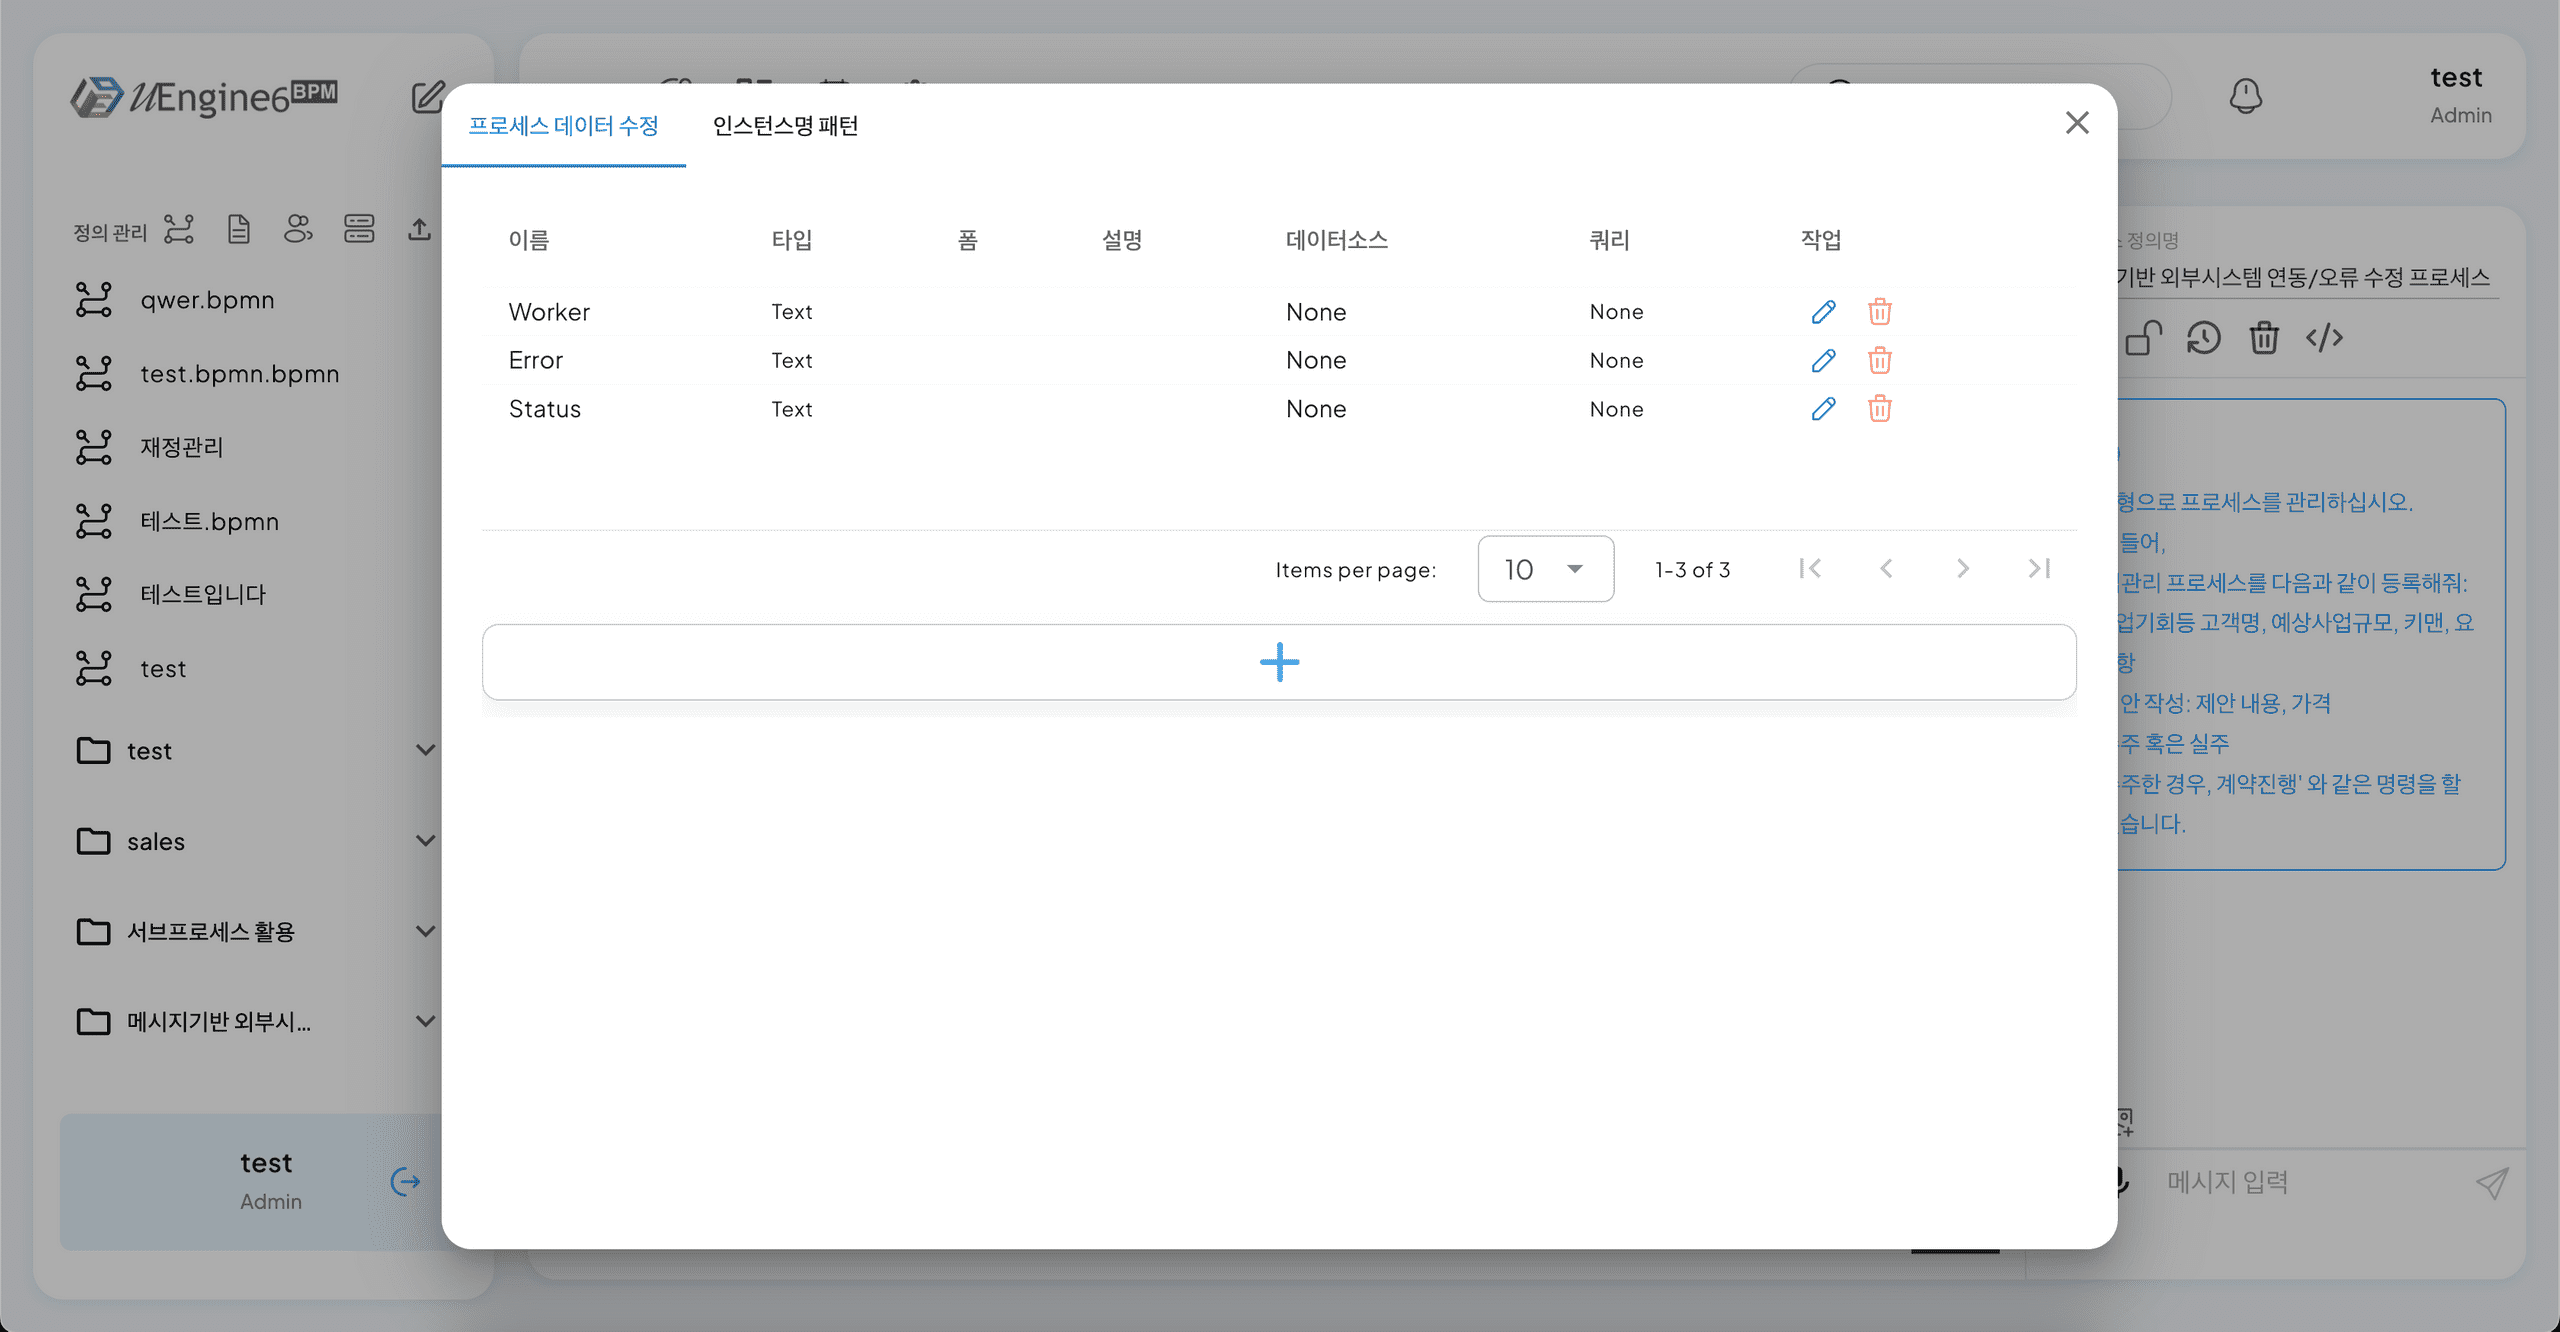 uEngine6 BPM
test
Admin
정의 관리
qwer.bpmn
test.bpmn.bpmn
재정관리
테스트.bpmn
테스트입니다
test
test
sales
서브프로세스 활용
메시지기반 외부시...
test
Admin
프로세스 데이터 수정 인스턴스명 패턴
이름 타입 폼 설명 데이터소스 쿼리 작업
Worker Text None None
Error Text None None
Status Text None None
Items per page: 10 1-3 of 3
정의명
기반 외부시스템 연동/오류 수정 프로세스
형으로 프로세스를 관리하십시오.
들어,
관리 프로세스를 다음과 같이 등록해줘:
업기회등 고객명, 예상사업규모, 키맨, 요
항
안 작성: 제안 내용, 가격
주 혹은 실주
주한 경우, 계약진행' 와 같은 명령을 할
습니다.
메시지 입력